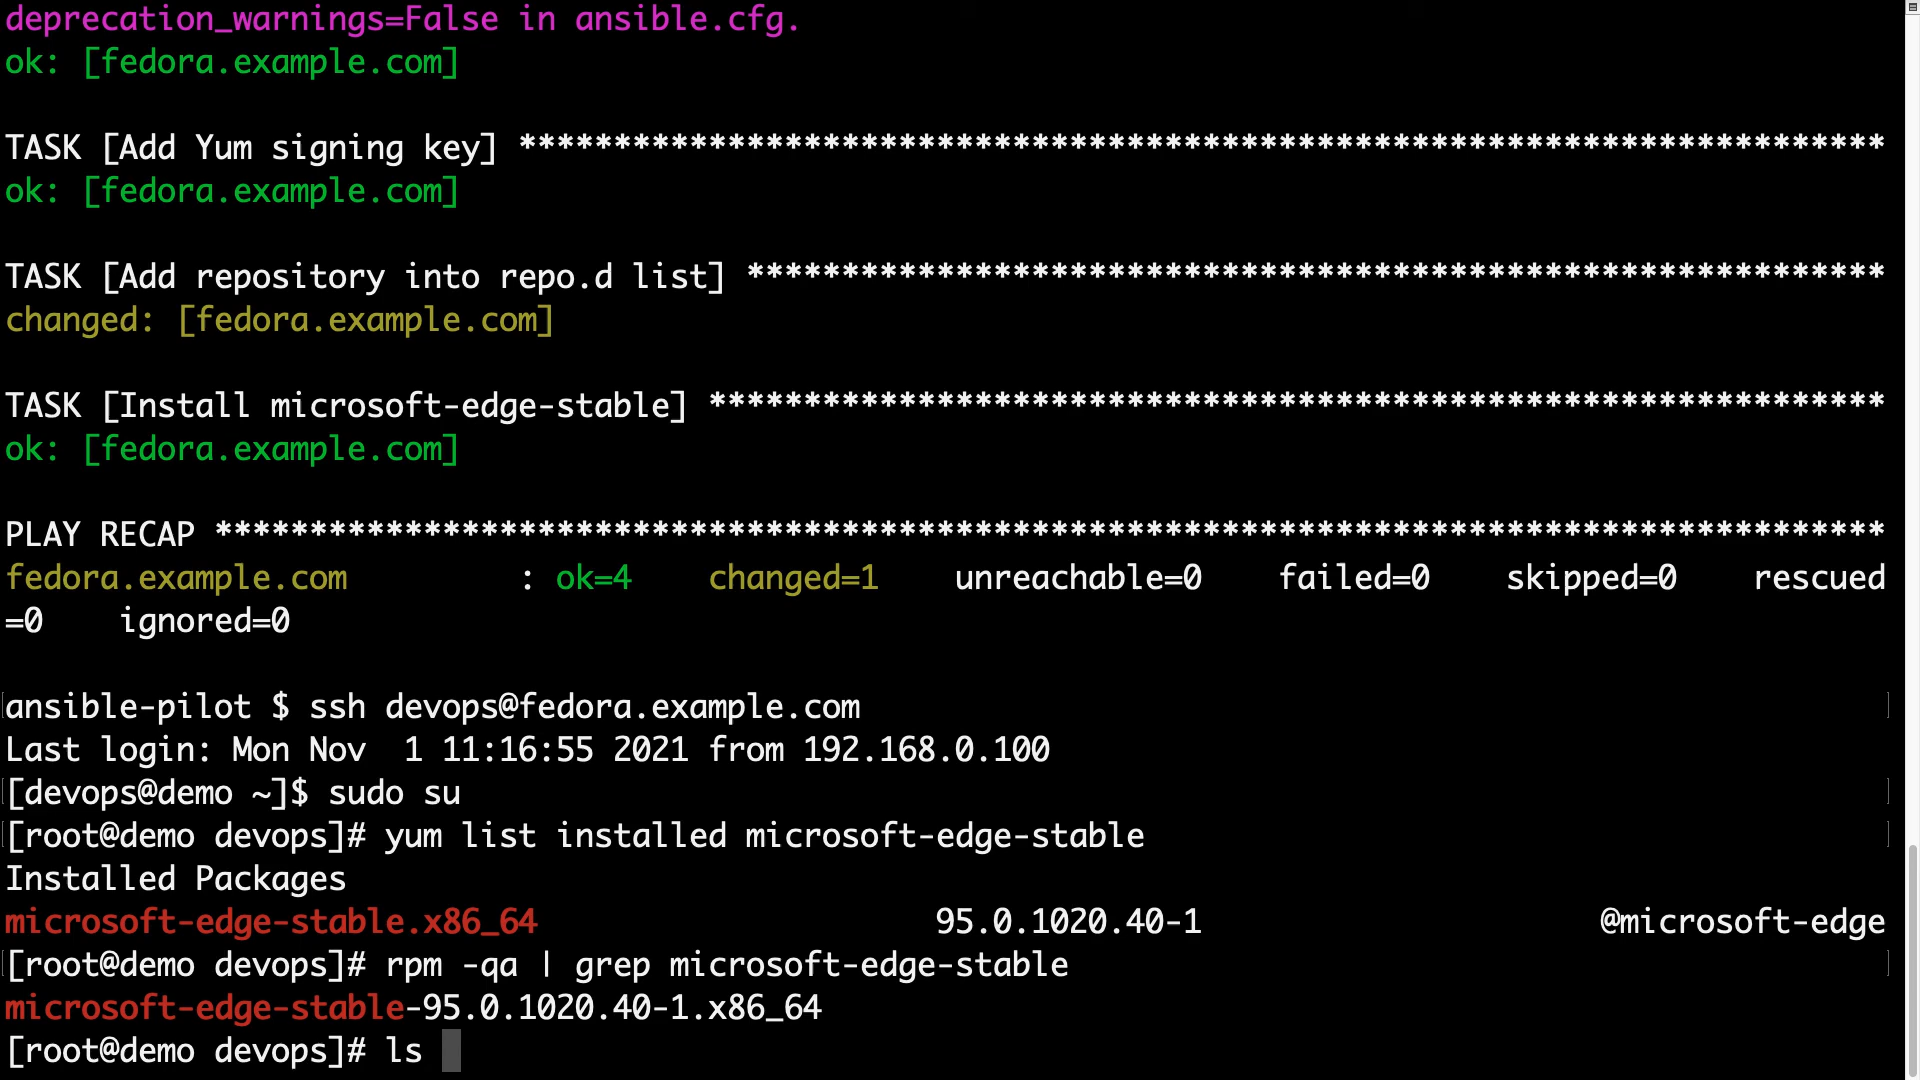 deprecation_warnings=False in ansible.cfg.
ok: [fedora.example.com]
TASK [Add Yum signing key] ************************************************************************
ok: [fedora.example.com]
TASK [Add repository into repo.d list] ************************************************************
changed: [fedora.example.com]
TASK [Install microsoft-edge-stable] **************************************************************
ok: [fedora.example.com]
PLAY RECAP ****************************************************************************************
fedora.example.com         : ok=4    changed=1    unreachable=0    failed=0    skipped=0    rescued
=0    ignored=0
ansible-pilot $ ssh devops@fedora.example.com
Last login: Mon Nov  1 11:16:55 2021 from 192.168.0.100
[devops@demo ~]$ sudo su
[root@demo devops]# yum list installed microsoft-edge-stable
Installed Packages
microsoft-edge-stable.x86_64                     95.0.1020.40-1                     @microsoft-edge
[root@demo devops]# rpm -qa | grep microsoft-edge-stable
microsoft-edge-stable-95.0.1020.40-1.x86_64
[root@demo devops]# ls